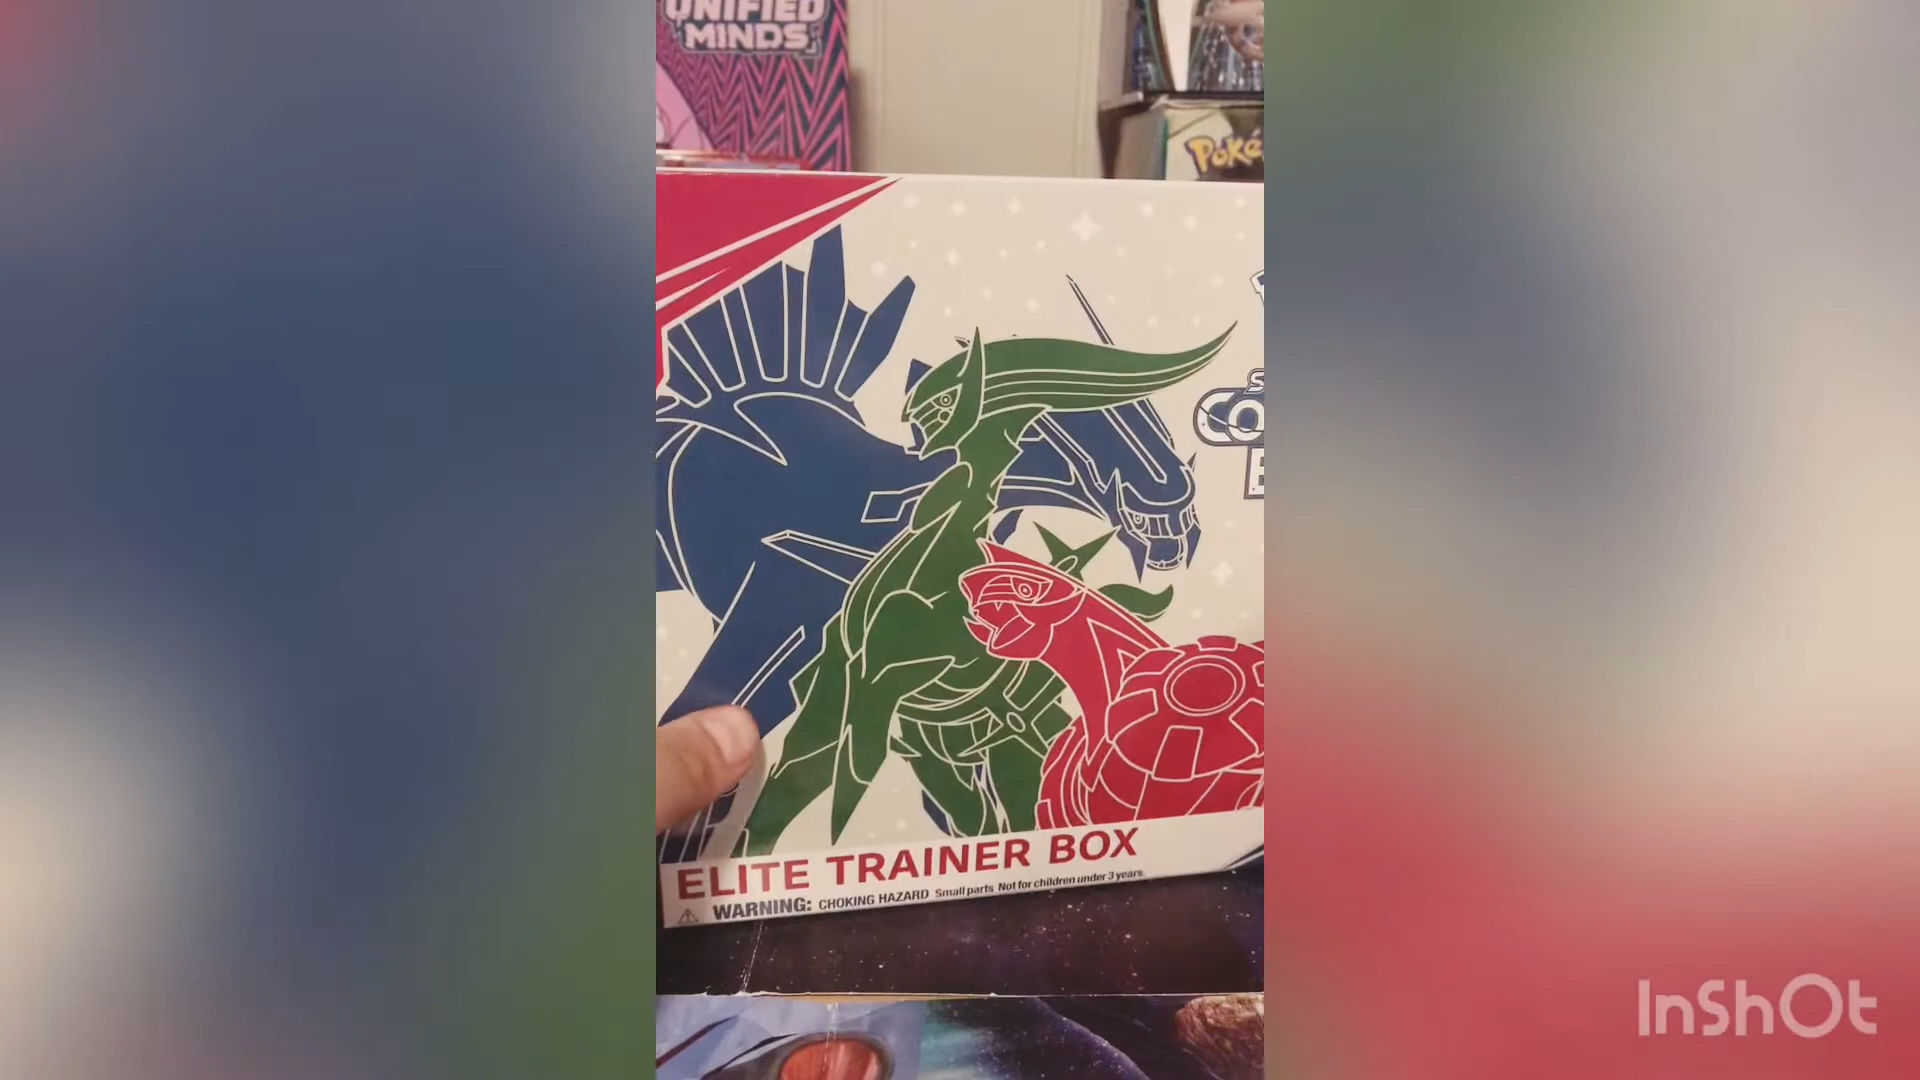 UNIFIED
MINDS
Poké
ELITE TRAINER BOX
WARNING: CHOKING HAZARD Small parts Not for children under 3 years.
InShOt